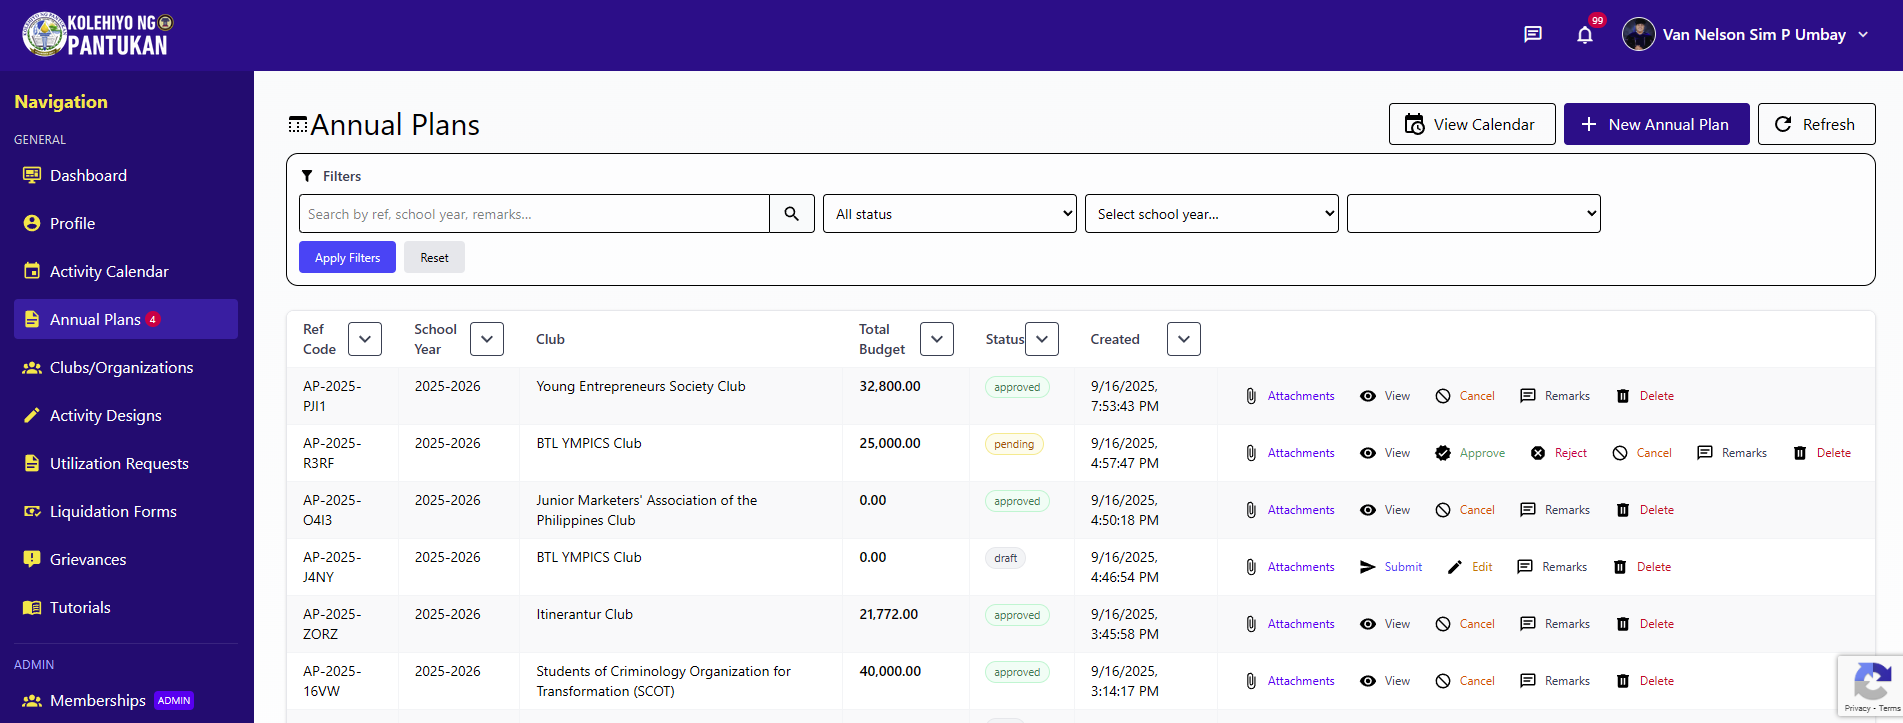 KOLEHIYO NG
PANTUKAN
99
Van Nelson Sim P Umbay
Navigation
GENERAL
Dashboard
Profile
Activity Calendar
Annual Plans 4
Clubs/Organizations
Activity Designs
Utilization Requests
Liquidation Forms
Grievances
Tutorials
ADMIN
Memberships ADMIN
Annual Plans
View Calendar
New Annual Plan
Refresh
Filters
Search by ref, school year, remarks...
All status
Select school year...
Apply Filters
Reset
Ref Code
School Year
Club
Total Budget
Status
Created
AP-2025-PJI1 2025-2026 Young Entrepreneurs Society Club 32,800.00 approved 9/16/2025, 7:53:43 PM Attachments View Cancel Remarks Delete
AP-2025-R3RF 2025-2026 BTL YMPICS Club 25,000.00 pending 9/16/2025, 4:57:47 PM Attachments View Approve Reject Cancel Remarks Delete
AP-2025-O4I3 2025-2026 Junior Marketers' Association of the Philippines Club 0.00 approved 9/16/2025, 4:50:18 PM Attachments View Cancel Remarks Delete
AP-2025-J4NY 2025-2026 BTL YMPICS Club 0.00 draft 9/16/2025, 4:46:54 PM Attachments Submit Edit Remarks Delete
AP-2025-ZORZ 2025-2026 Itinerantur Club 21,772.00 approved 9/16/2025, 3:45:58 PM Attachments View Cancel Remarks Delete
AP-2025-16VW 2025-2026 Students of Criminology Organization for Transformation (SCOT) 40,000.00 approved 9/16/2025, 3:14:17 PM Attachments View Cancel Remarks Delete
Privacy - Terms